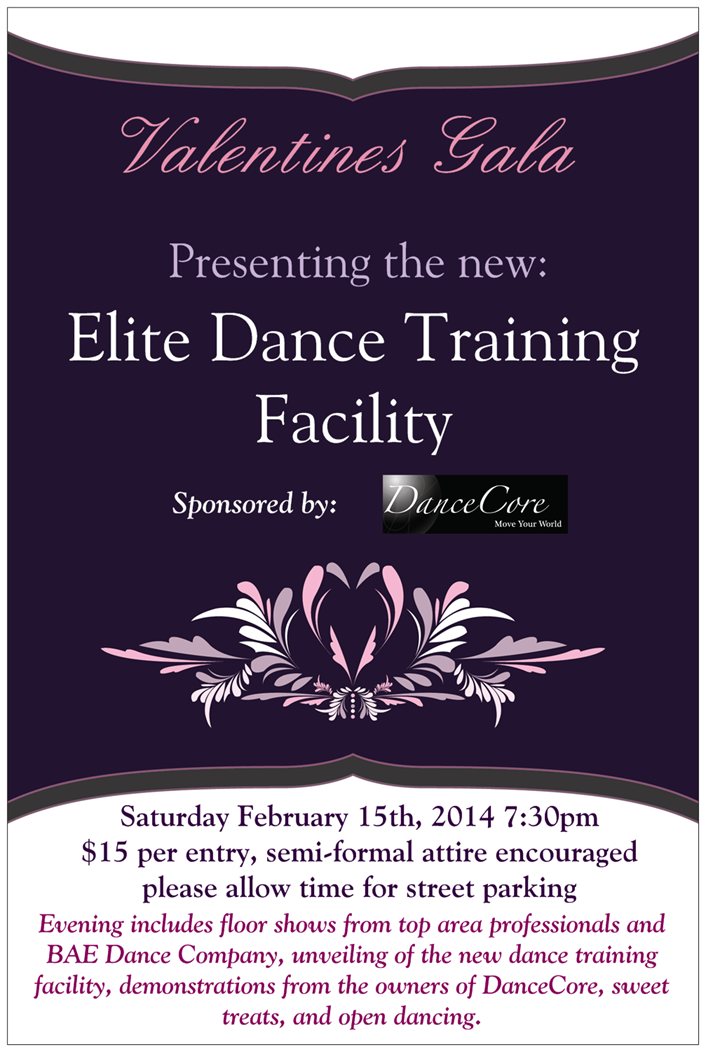 Valentines Gala
Presenting the new:
Elite Dance Training
Facility
Sponsored by:
DanceCore
Move Your World
Saturday February 15th, 2014 7:30pm
$15 per entry, semi-formal attire encouraged
please allow time for street parking
Evening includes floor shows from top area professionals and
BAE Dance Company, unveiling of the new dance training
facility, demonstrations from the owners of DanceCore, sweet
treats, and open dancing.